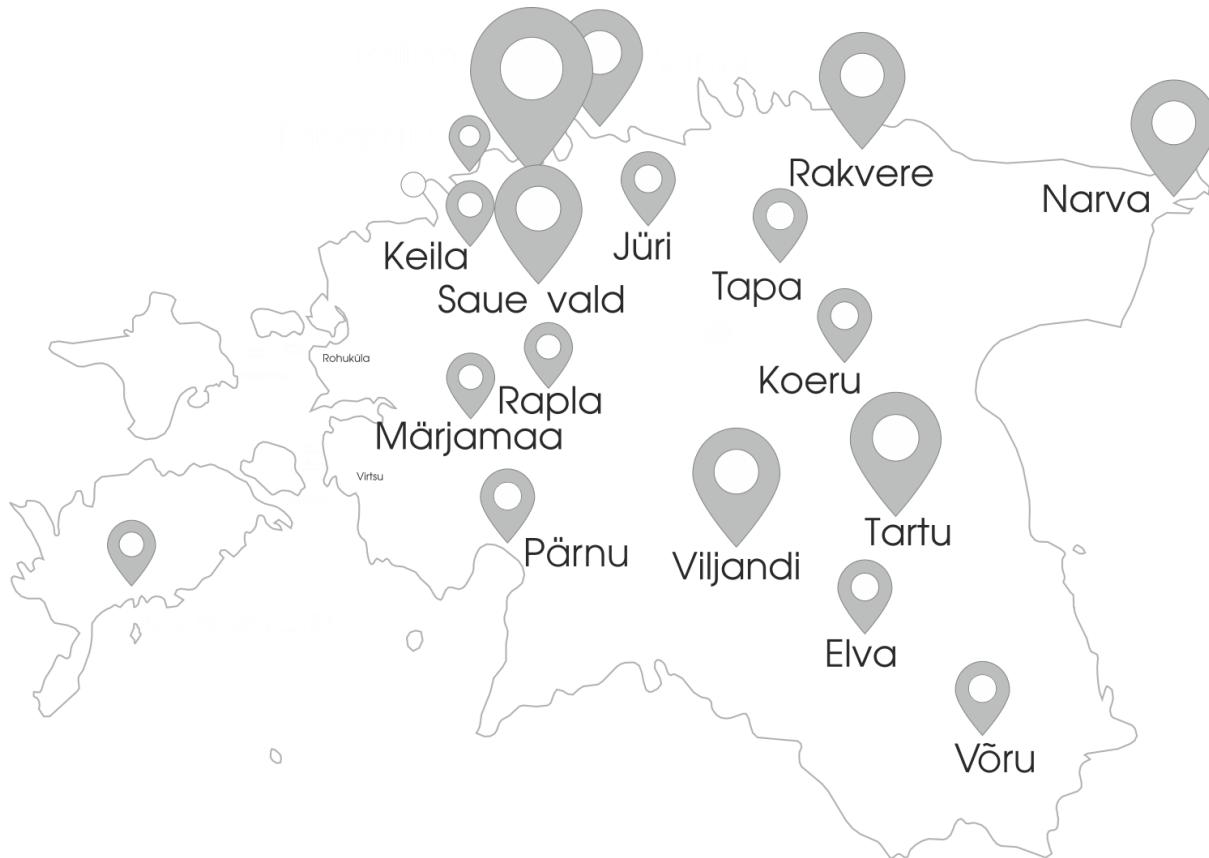 Rakvere
Narva
Jüri
Keila
Tapa
Saue vald
Rohuküla
Koeru
Rapla
Märjamaa
Virtsu
Tartu
Pärnu
Viljandi
Elva
Võru